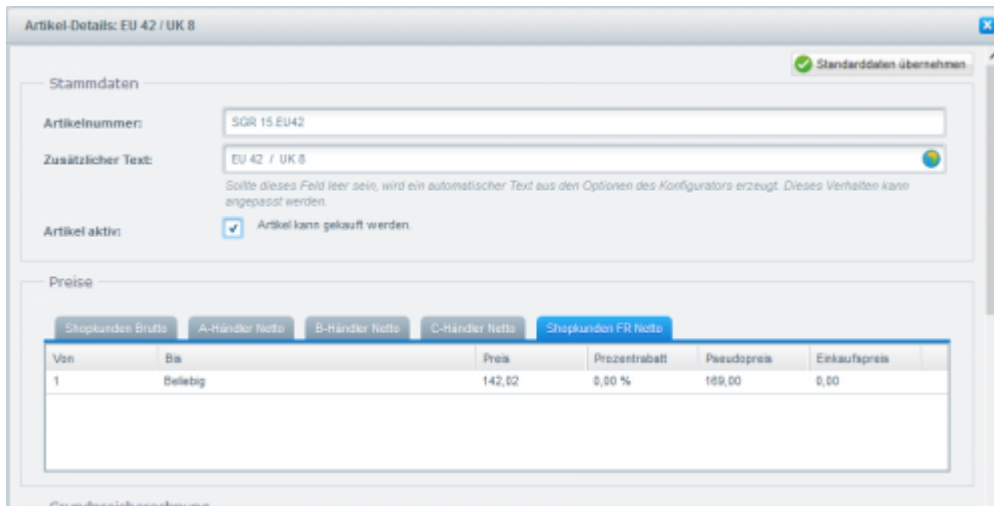 Artikel-Details: EU 42 / UK 8
Standarddaten übernehmen
Stammdaten
Artikelnummer: SGR 15.EU42
Zusätzlicher Text: EU 42 / UK 8
Sollte dieses Feld leer sein, wird ein automatischer Text aus den Optionen des Konfigurators erzeugt. Dieses Verhalten kann
angepasst werden.
Artikel aktiv: Artikel kann gekauft werden.
Preise
Shopkunden Brutto A-Händler Netto B-Händler Netto C-Händler Netto Shopkunden FR Netto
Von Bis Preis Prozentrabatt Pseudopreis Einkaufspreis
1 Beliebig 142,02 0,00 % 169,00 0,00